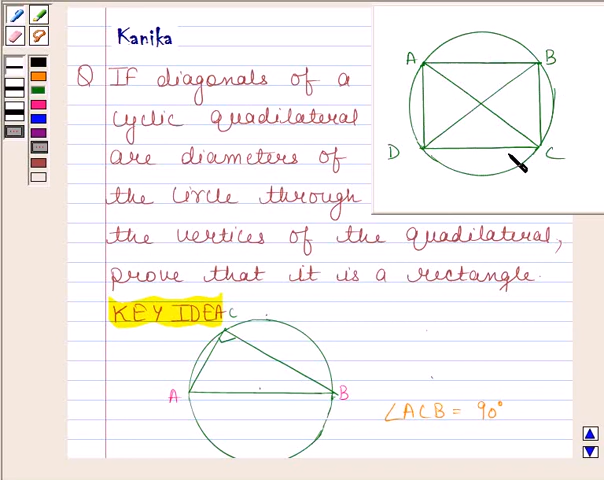 Kanika
A B
Q If diagonals of a
cyclic quadilateral
are diameters of
D C
the circle through
the vertices of the quadilateral,
prove that it is a rectangle.
KEY IDEA C
A B
∠ACB = 90°